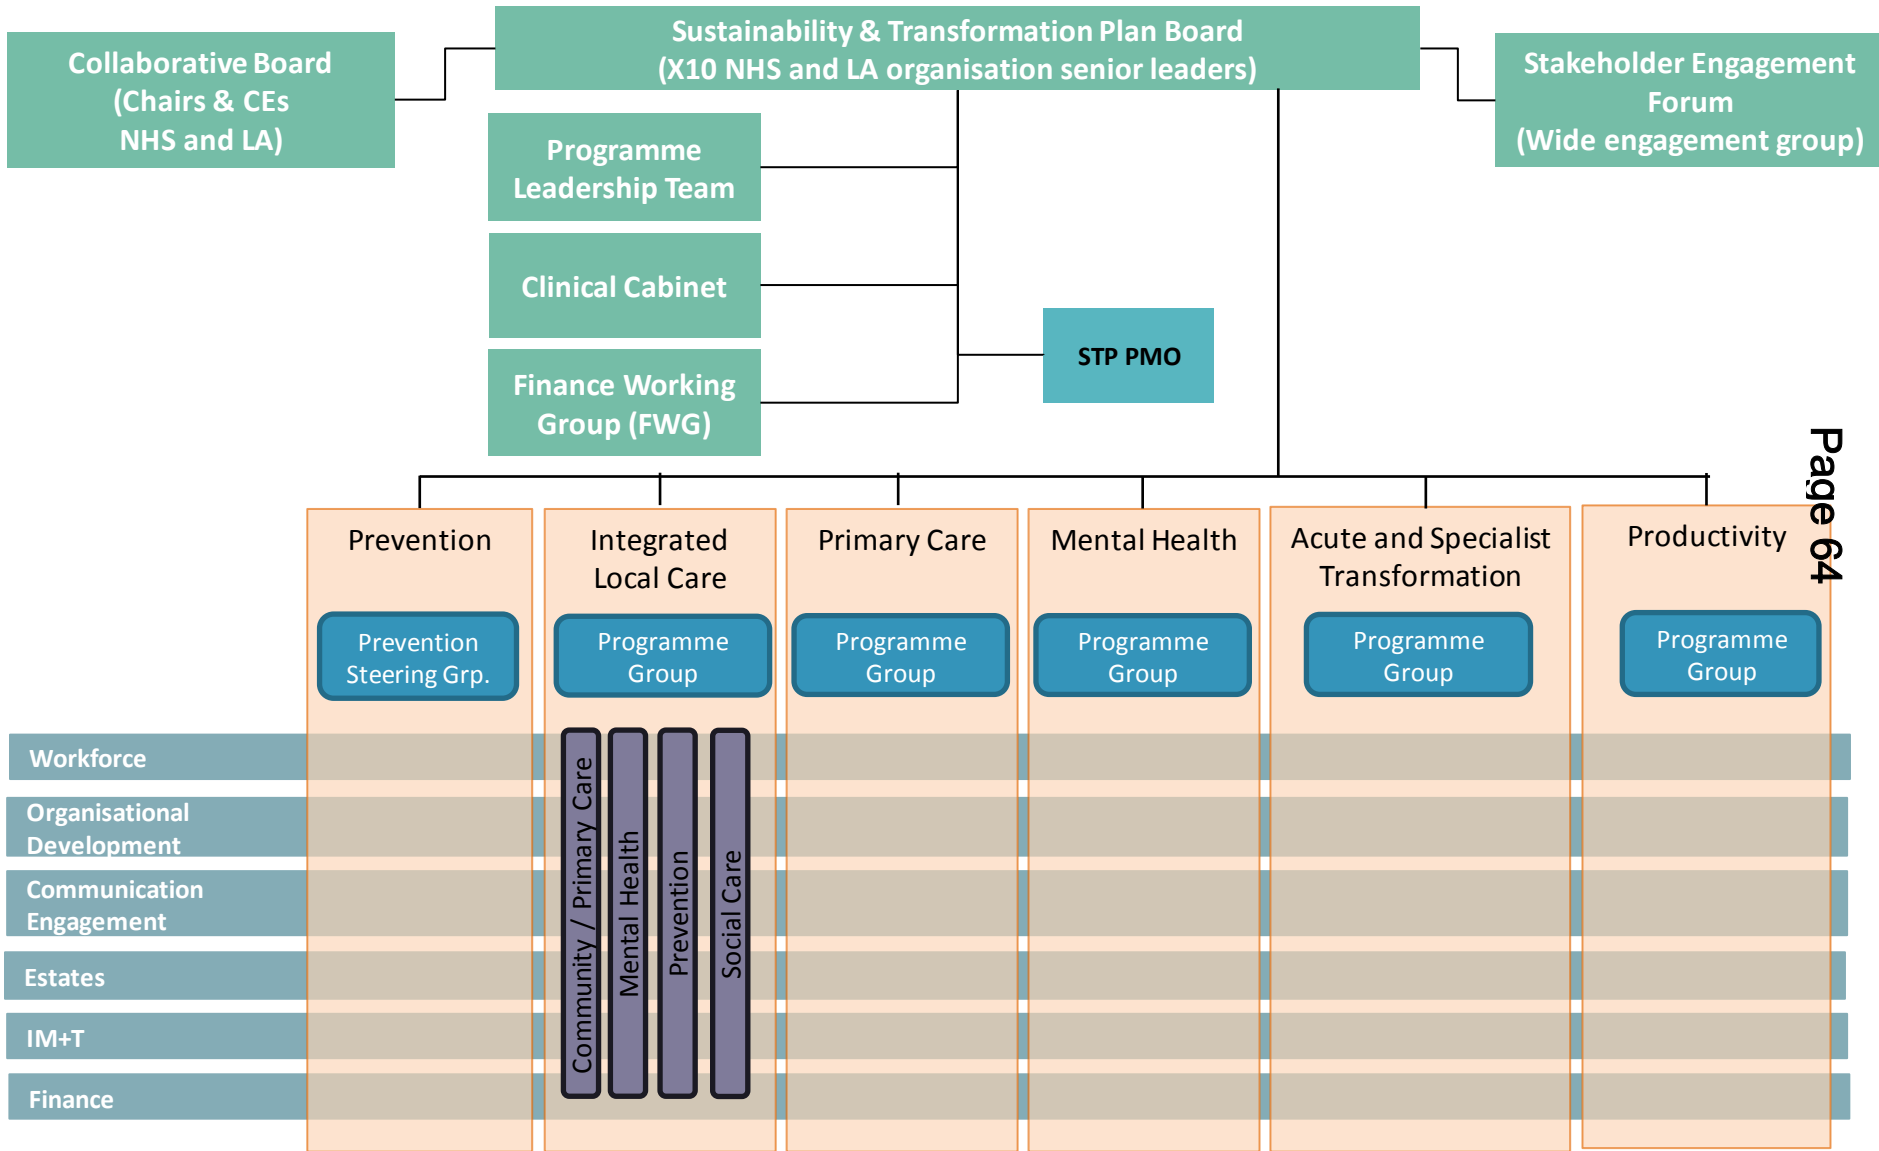 Sustainability & Transformation Plan Board
(X10 NHS and LA organisation senior leaders)
Collaborative Board
(Chairs & CEs
NHS and LA)
Stakeholder Engagement
Forum
(Wide engagement group)
Programme
Leadership Team
Clinical Cabinet
Finance Working
Group (FWG)
STP PMO
Page 64
Prevention
Integrated
Local Care
Primary Care
Mental Health
Acute and Specialist
Transformation
Productivity
Prevention
Steering Grp.
Programme
Group
Programme
Group
Programme
Group
Programme
Group
Programme
Group
Community / Primary Care
Mental Health
Prevention
Social Care
Workforce
Organisational
Development
Communication
Engagement
Estates
IM+T
Finance